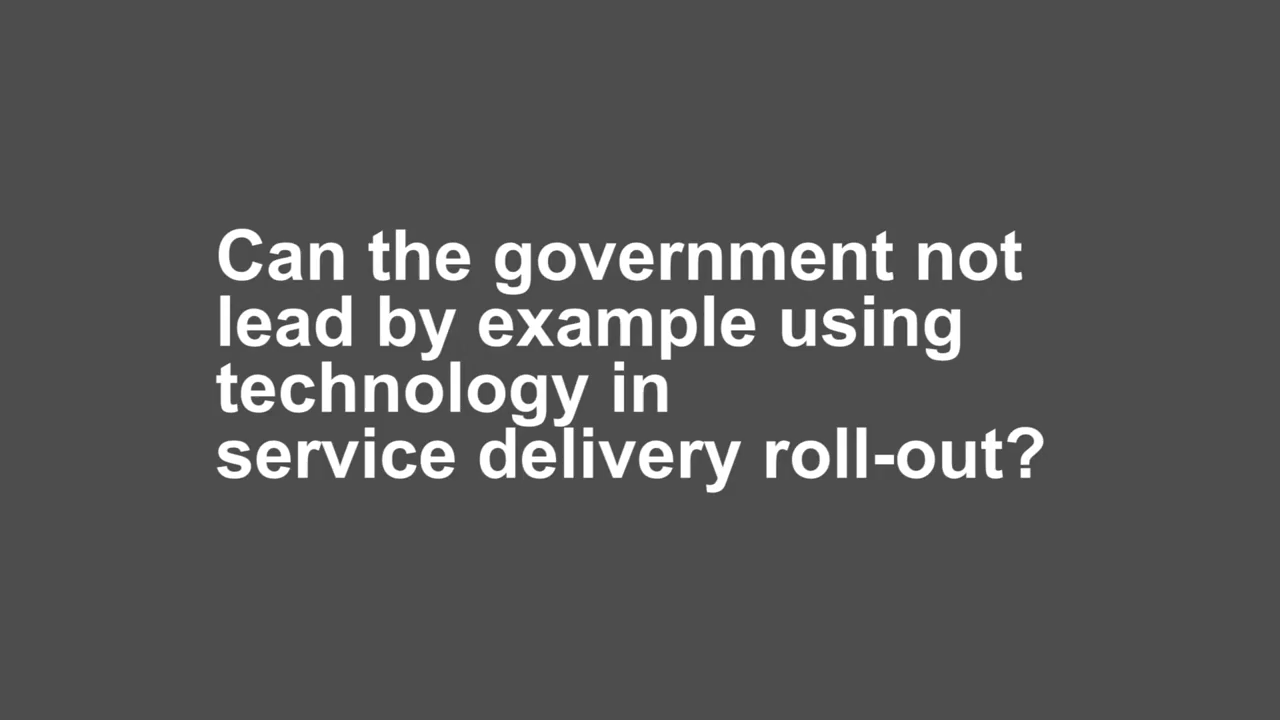 Can the government not
lead by example using
technology in
service delivery roll-out?